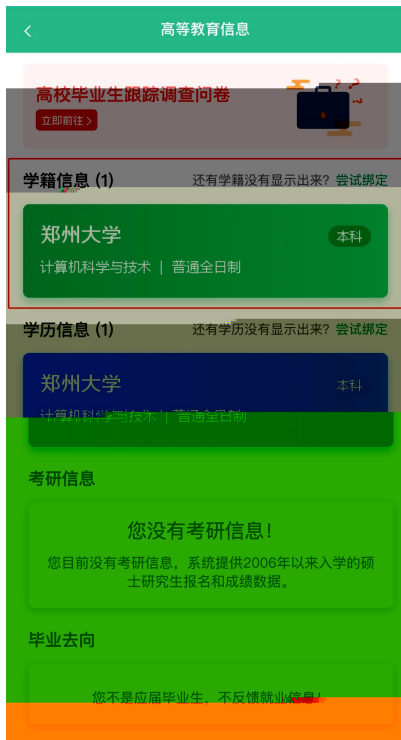 高等教育信息
高校毕业生跟踪调查问卷
立即前往 >
学籍信息 (1) 还有学籍没有显示出来? 尝试绑定
郑州大学 本科
计算机科学与技术 | 普通全日制
学历信息 (1) 还有学历没有显示出来? 尝试绑定
郑州大学 本科
计算机科学与技术 | 普通全日制
考研信息
您没有考研信息!
您目前没有考研信息，系统提供2006年以来入学的硕
士研究生报名和成绩数据。
毕业去向
您不是应届毕业生，不反馈就业信息!